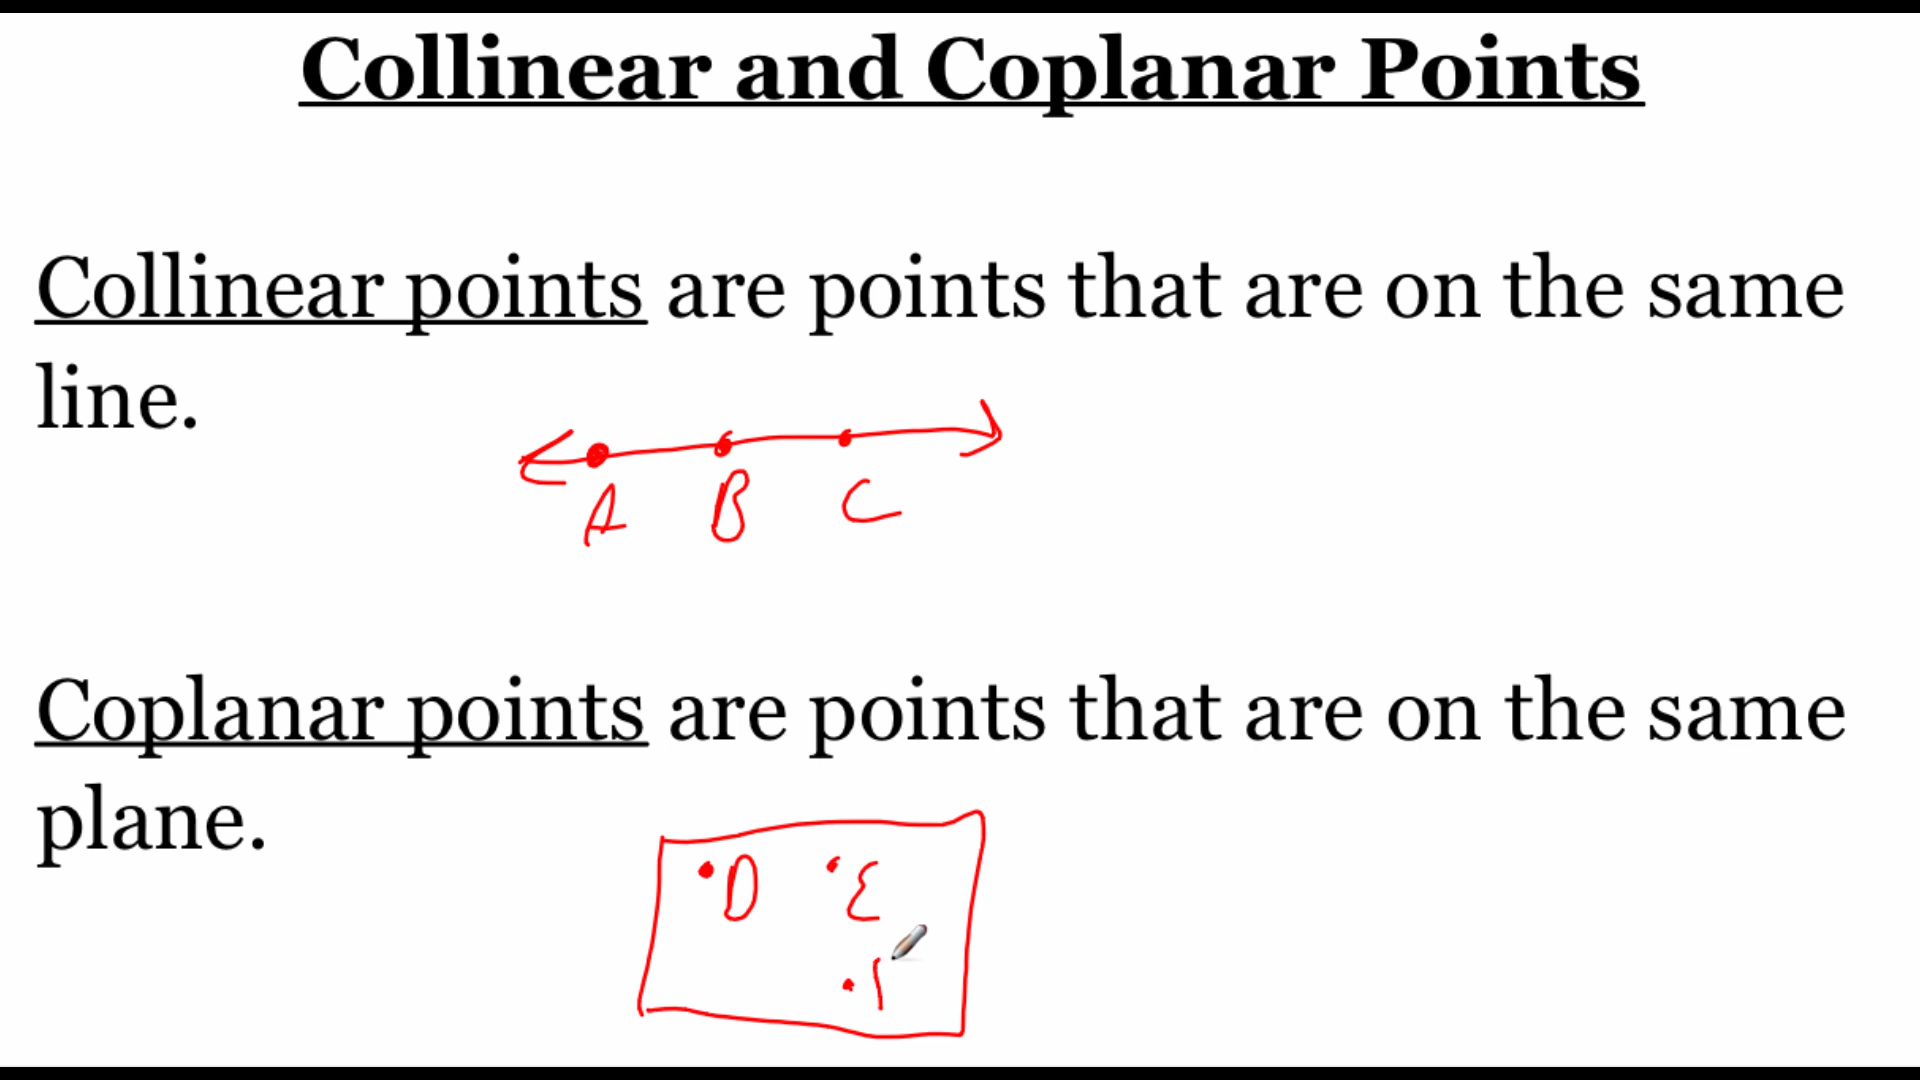 Collinear and Coplanar Points
Collinear points are points that are on the same
line.
A B C
Coplanar points are points that are on the same
plane.
D E